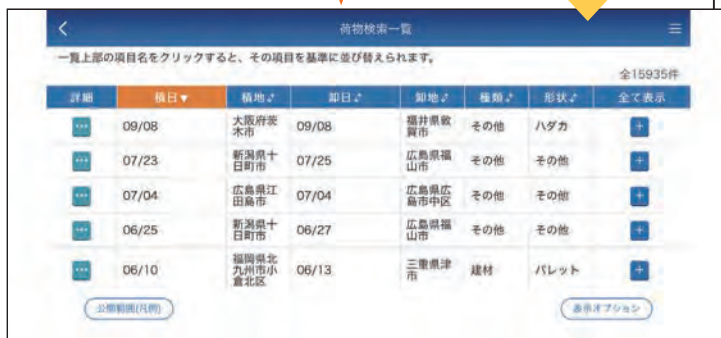 荷物検索一覧
一覧上部の項目名をクリックすると、その項目を基準に並び替えられます。
全15935件
詳細 積日▼ 積地 卸日 卸地 種類 形状 全て表示
09/08 大阪府茨木市 09/08 福井県敦賀市 その他 ハダカ +
07/23 新潟県十日町市 07/25 広島県福山市 その他 その他 +
07/04 広島県江田島市 07/04 広島県広島市中区 その他 その他 +
06/25 新潟県十日町市 06/27 広島県福山市 その他 その他 +
06/10 福岡県北九州市小倉北区 06/13 三重県津市 建材 パレット +
公開範囲(凡例) 表示オプション